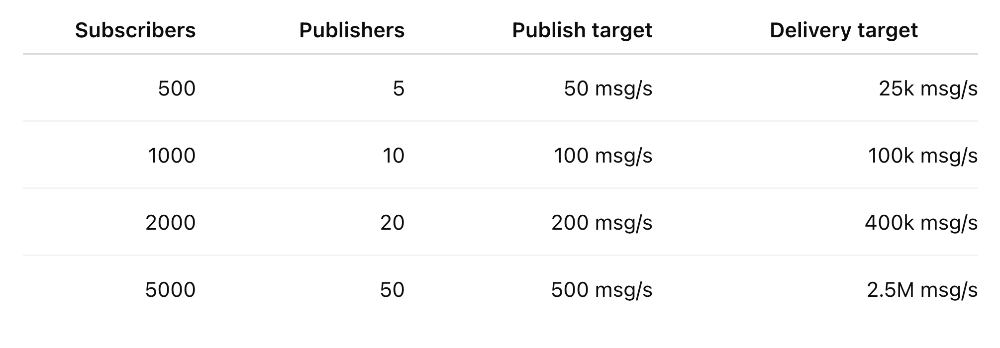 Subscribers Publishers Publish target Delivery target
500 5 50 msg/s 25k msg/s
1000 10 100 msg/s 100k msg/s
2000 20 200 msg/s 400k msg/s
5000 50 500 msg/s 2.5M msg/s